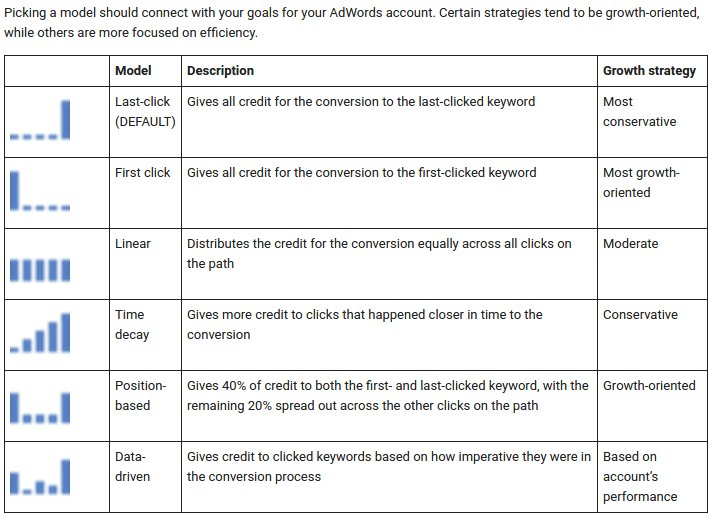 Picking a model should connect with your goals for your AdWords account. Certain strategies tend to be growth-oriented,
while others are more focused on efficiency.
Model Description Growth strategy
Last-click
(DEFAULT)
Gives all credit for the conversion to the last-clicked keyword
Most
conservative
First click
Gives all credit for the conversion to the first-clicked keyword
Most growth-
oriented
Linear
Distributes the credit for the conversion equally across all clicks on
the path
Moderate
Time
decay
Gives more credit to clicks that happened closer in time to the
conversion
Conservative
Position-
based
Gives 40% of credit to both the first- and last-clicked keyword, with the
remaining 20% spread out across the other clicks on the path
Growth-oriented
Data-
driven
Gives credit to clicked keywords based on how imperative they were in
the conversion process
Based on
account's
performance